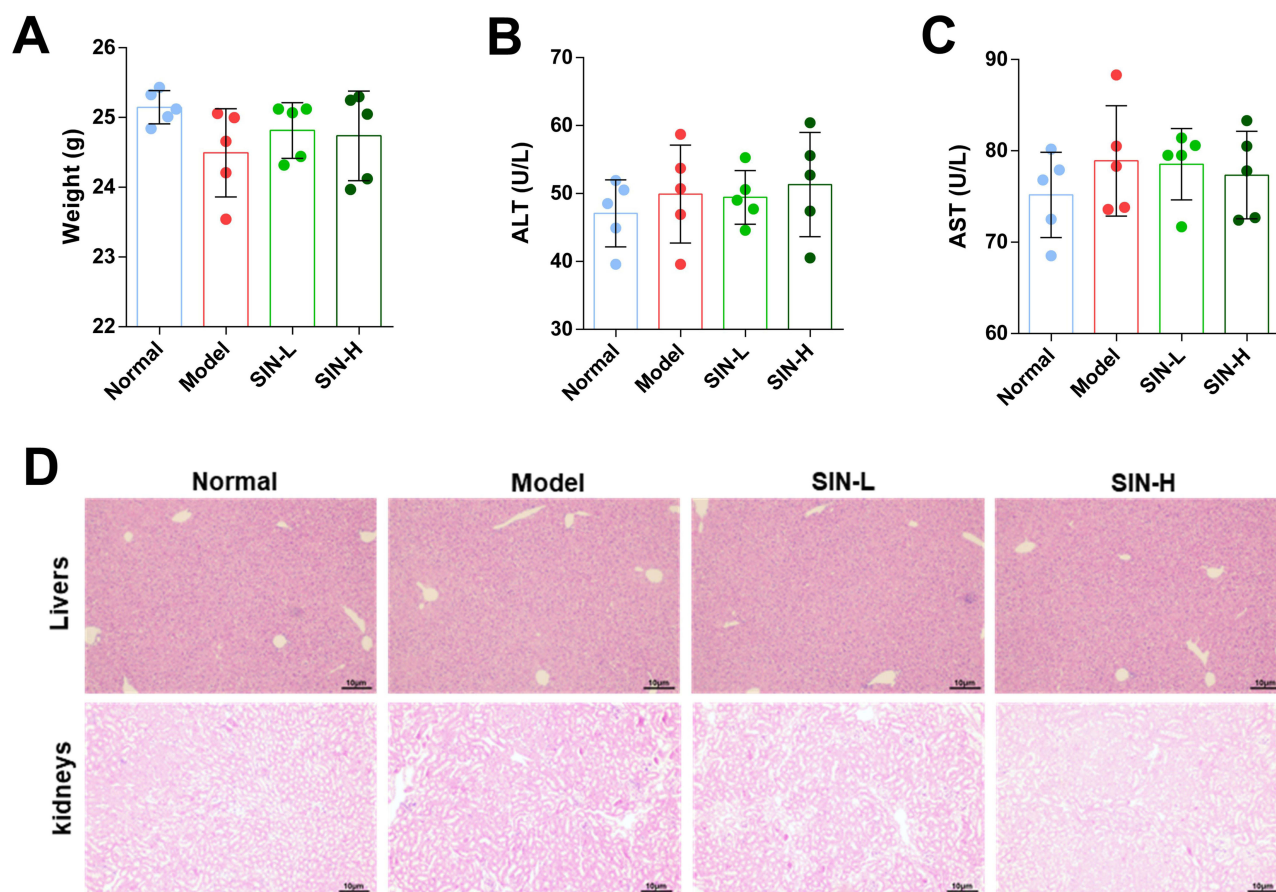 A
Weight (g)
26
25
24
23
22
Normal
Model
SIN-L
SIN-H
B
ALT (U/L)
70
60
50
40
30
Normal
Model
SIN-L
SIN-H
C
AST (U/L)
90
80
70
60
Normal
Model
SIN-L
SIN-H
D
Normal
Model
SIN-L
SIN-H
Livers
10μm
10μm
10μm
10μm
kidneys
10μm
10μm
10μm
10μm